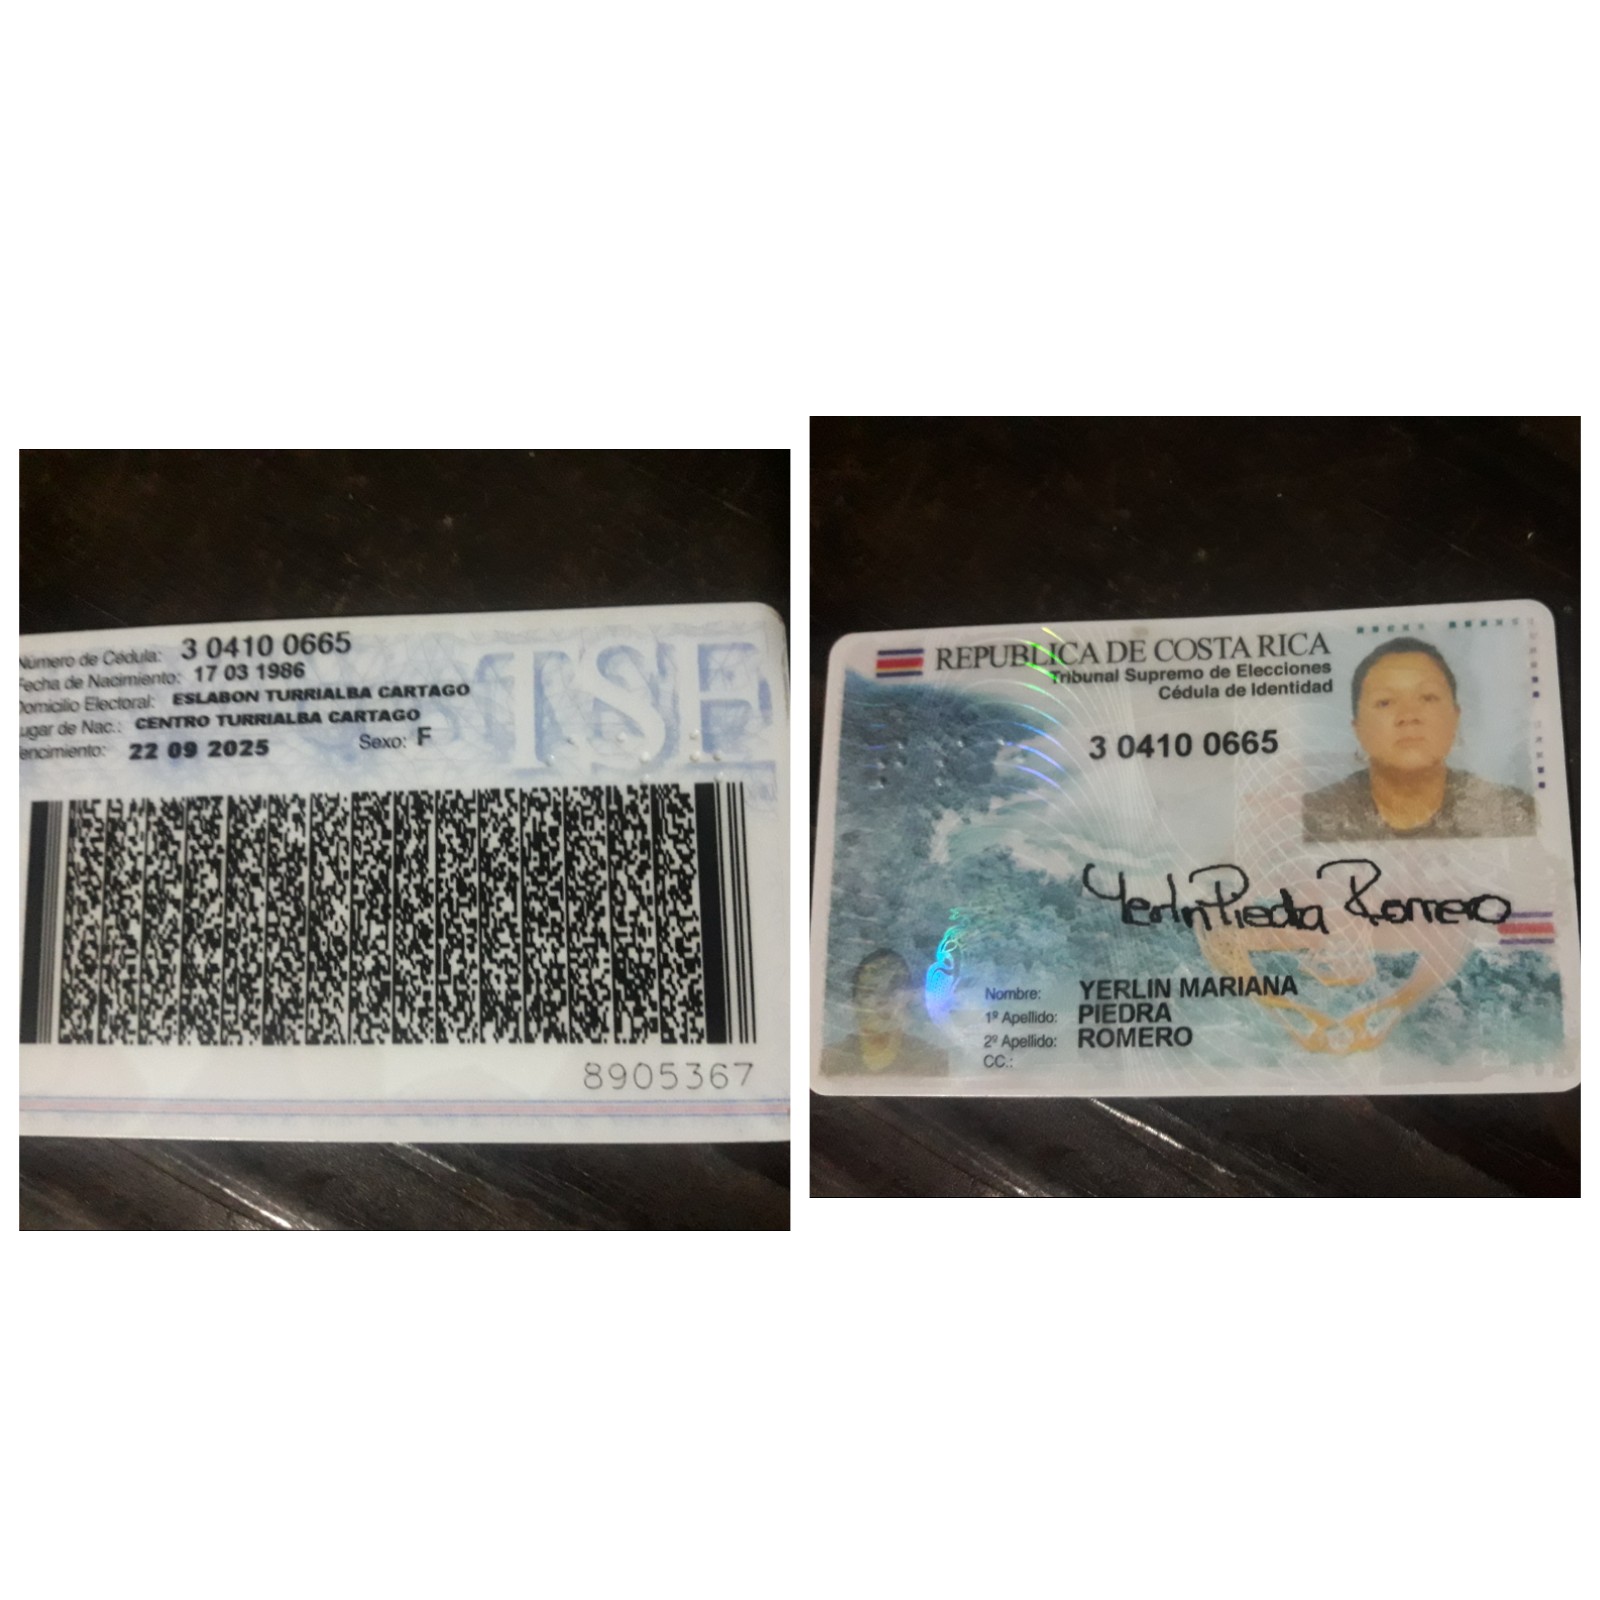 Número de Cédula: 3 0410 0665
Fecha de Nacimiento: 17 03 1986
Domicilio Electoral: ESLABON TURRIALBA CARTAGO
ugar de Nac.: CENTRO TURRIALBA CARTAGO
encimiento: 22 09 2025 Sexo: F
TSE
8905367
REPUBLICA DE COSTA RICA
Tribunal Supremo de Elecciones
Cédula de Identidad
3 0410 0665
Yerlin Piedra Romero
Nombre: YERLIN MARIANA
1º Apellido: PIEDRA
2º Apellido: ROMERO
CC.: